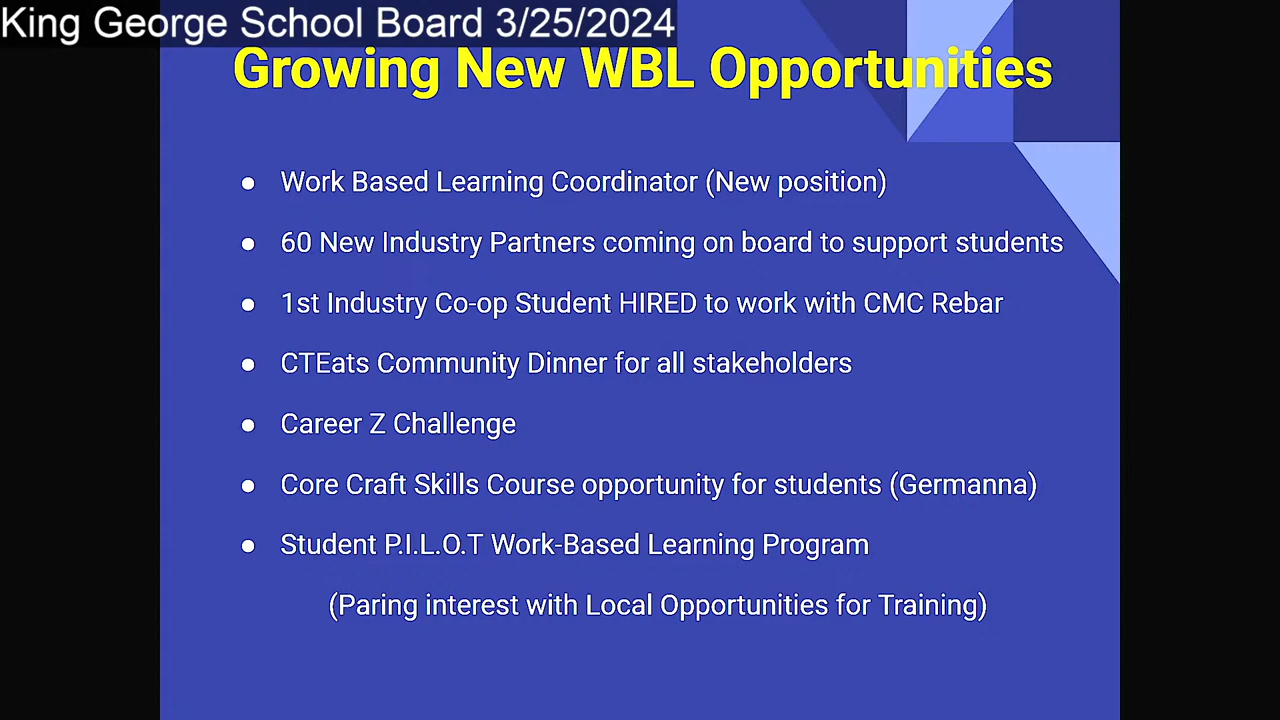 King George School Board 3/25/2024
Growing New WBL Opportunities
● Work Based Learning Coordinator (New position)
● 60 New Industry Partners coming on board to support students
● 1st Industry Co-op Student HIRED to work with CMC Rebar
● CTEats Community Dinner for all stakeholders
● Career Z Challenge
● Core Craft Skills Course opportunity for students (Germanna)
● Student P.I.L.O.T Work-Based Learning Program
(Paring interest with Local Opportunities for Training)